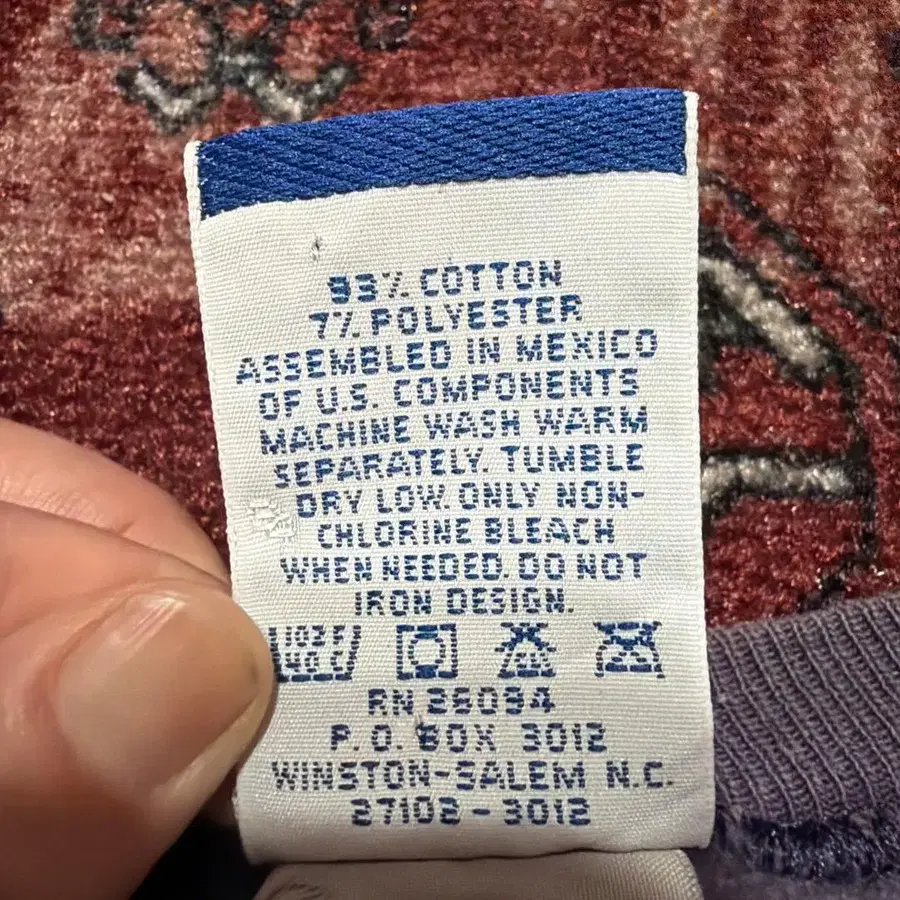 93% COTTON
7% POLYESTER
ASSEMBLED IN MEXICO
OF U.S. COMPONENTS
MACHINE WASH WARM
SEPARATELY. TUMBLE
DRY LOW. ONLY NON-
CHLORINE BLEACH
WHEN NEEDED. DO NOT
IRON DESIGN.
40 C
RN 26094
P.O. BOX 3012
WINSTON-SALEM N.C.
27102-3012